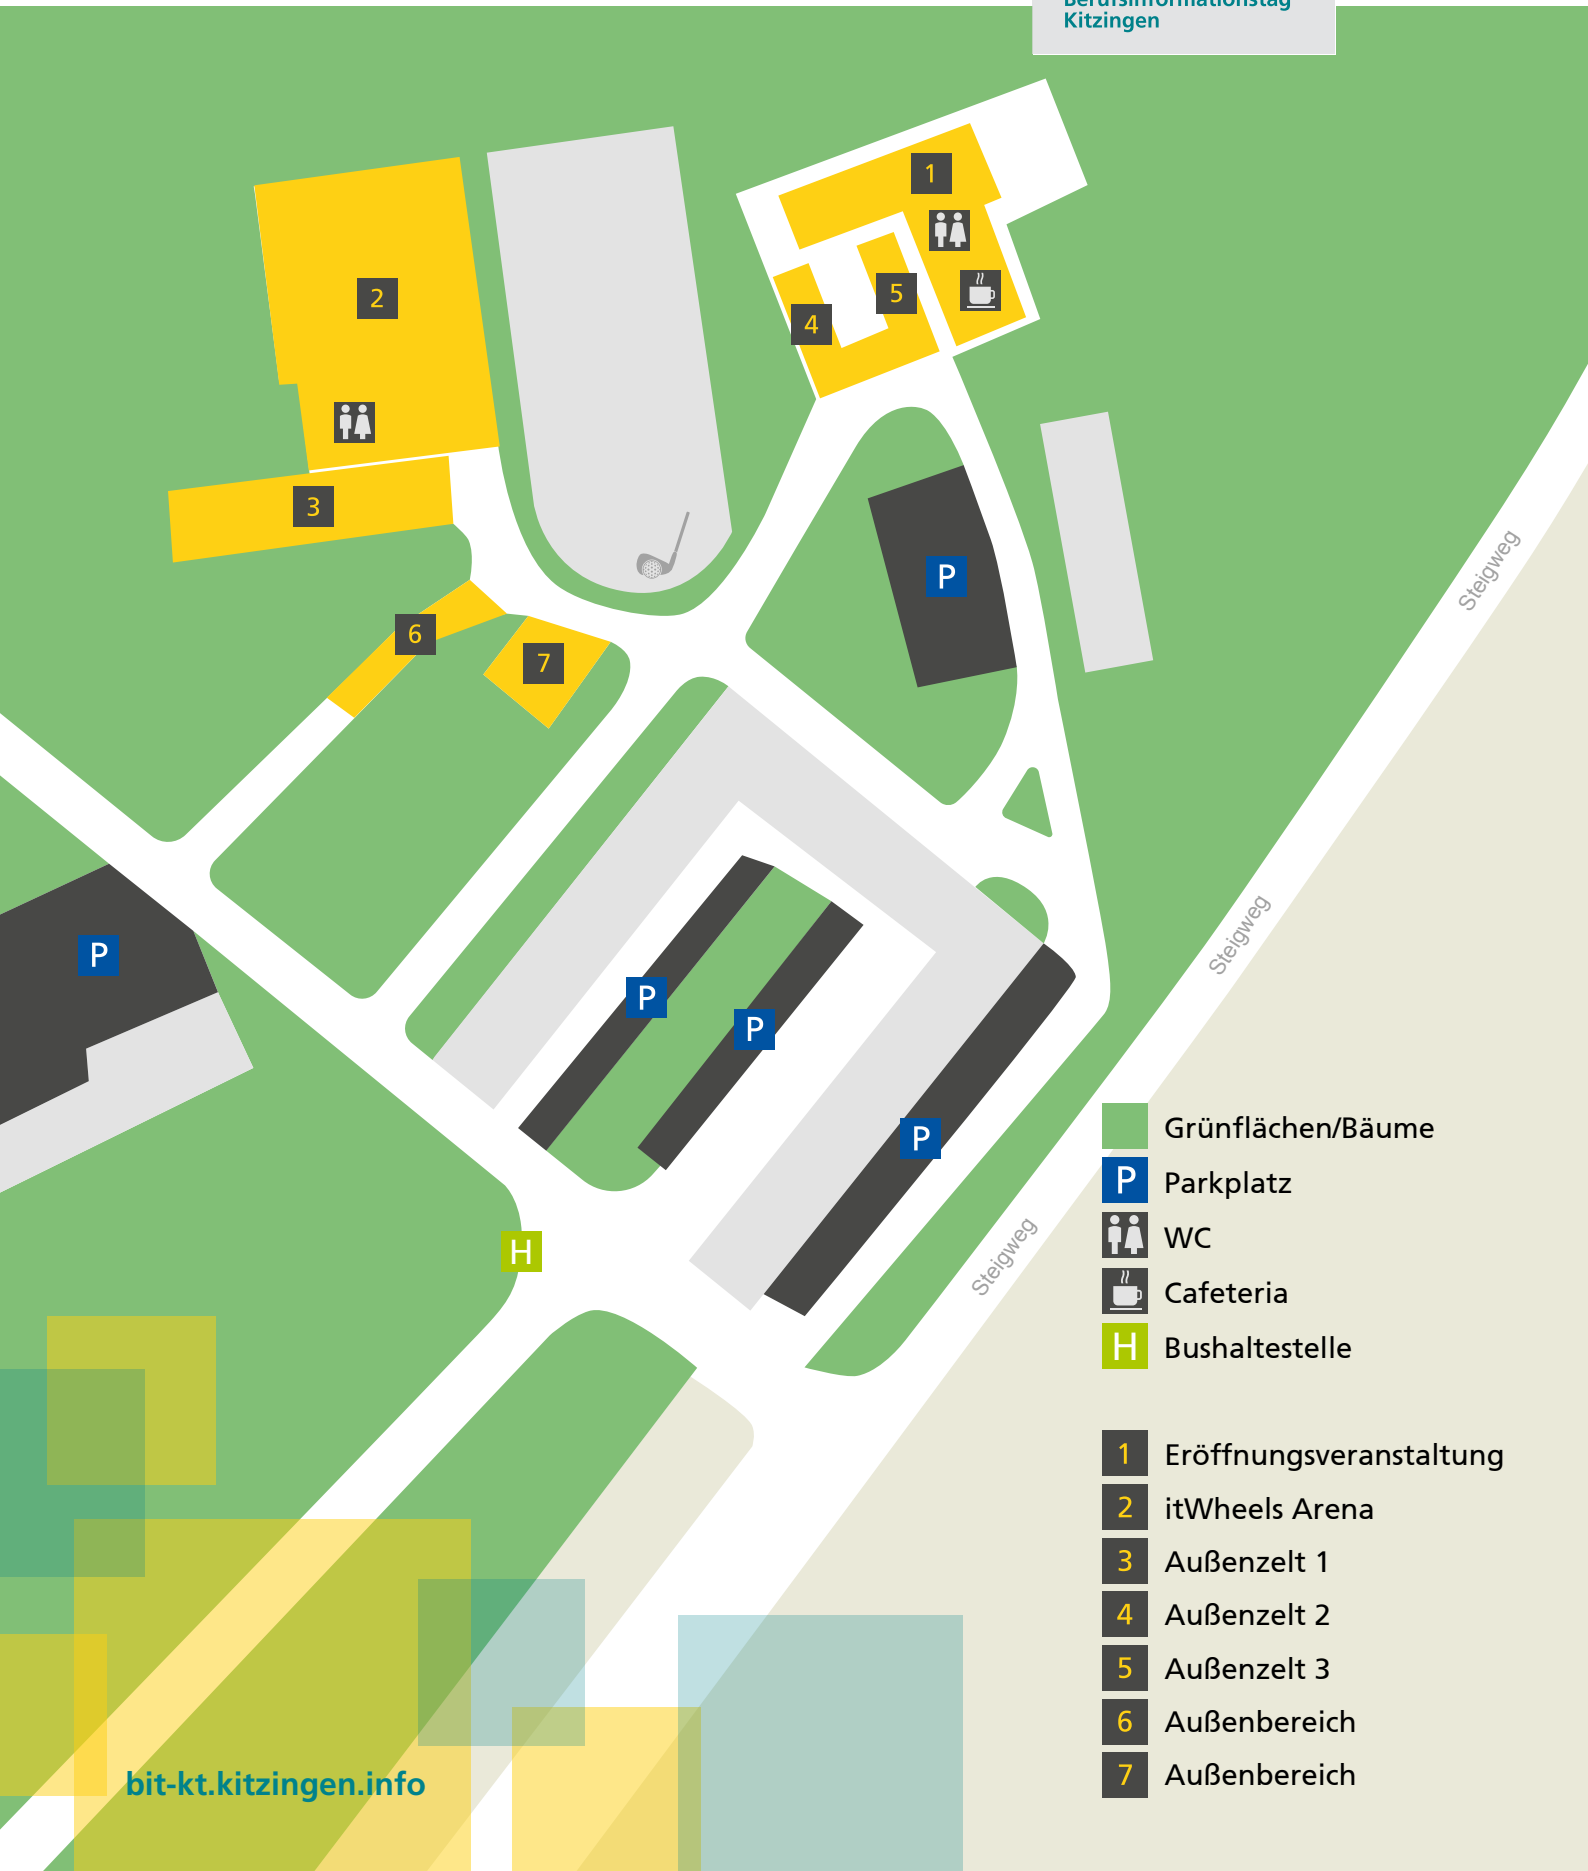 Berufsinformationstag
Kitzingen
1
2
5
4
3
P
6
7
Steigweg
P
P
P
Steigweg
P
H
Steigweg
Grünflächen/Bäume
P Parkplatz
WC
Cafeteria
H Bushaltestelle
1 Eröffnungsveranstaltung
2 itWheels Arena
3 Außenzelt 1
4 Außenzelt 2
5 Außenzelt 3
6 Außenbereich
7 Außenbereich
bit-kt.kitzingen.info